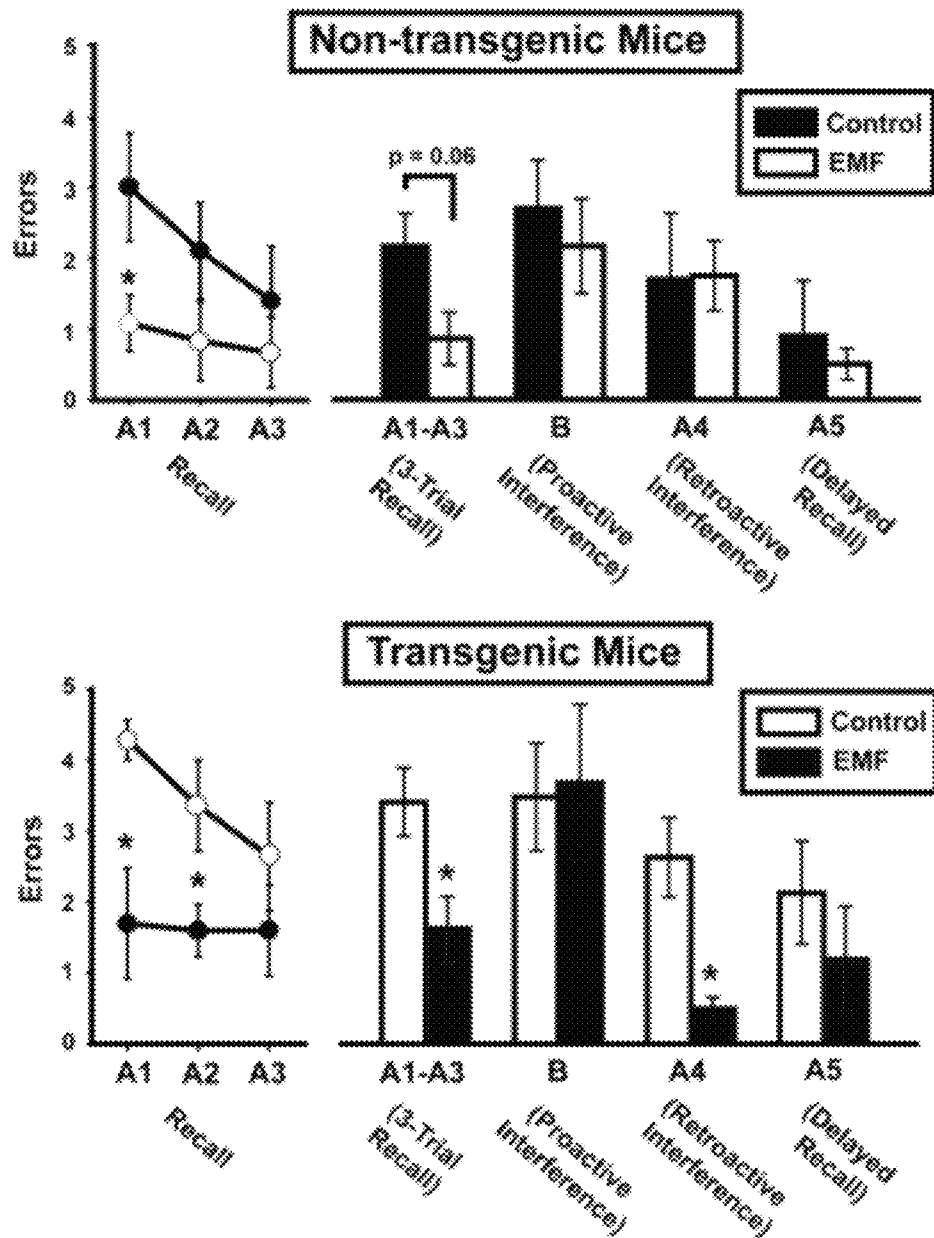 Non-transgenic Mice
Control
EMF
Errors
5
4
3
2
1
0
*
p = 0.06
A1 A2 A3
Recall
A1-A3 B A4 A5
(3-Trial
Recall)
(Proactive
Interference)
(Retroactive
Interference)
(Delayed
Recall)
Transgenic Mice
Control
EMF
Errors
5
4
3
2
1
0
*
*
*
*
A1 A2 A3
Recall
A1-A3 B A4 A5
(3-Trial
Recall)
(Proactive
Interference)
(Retroactive
Interference)
(Delayed
Recall)